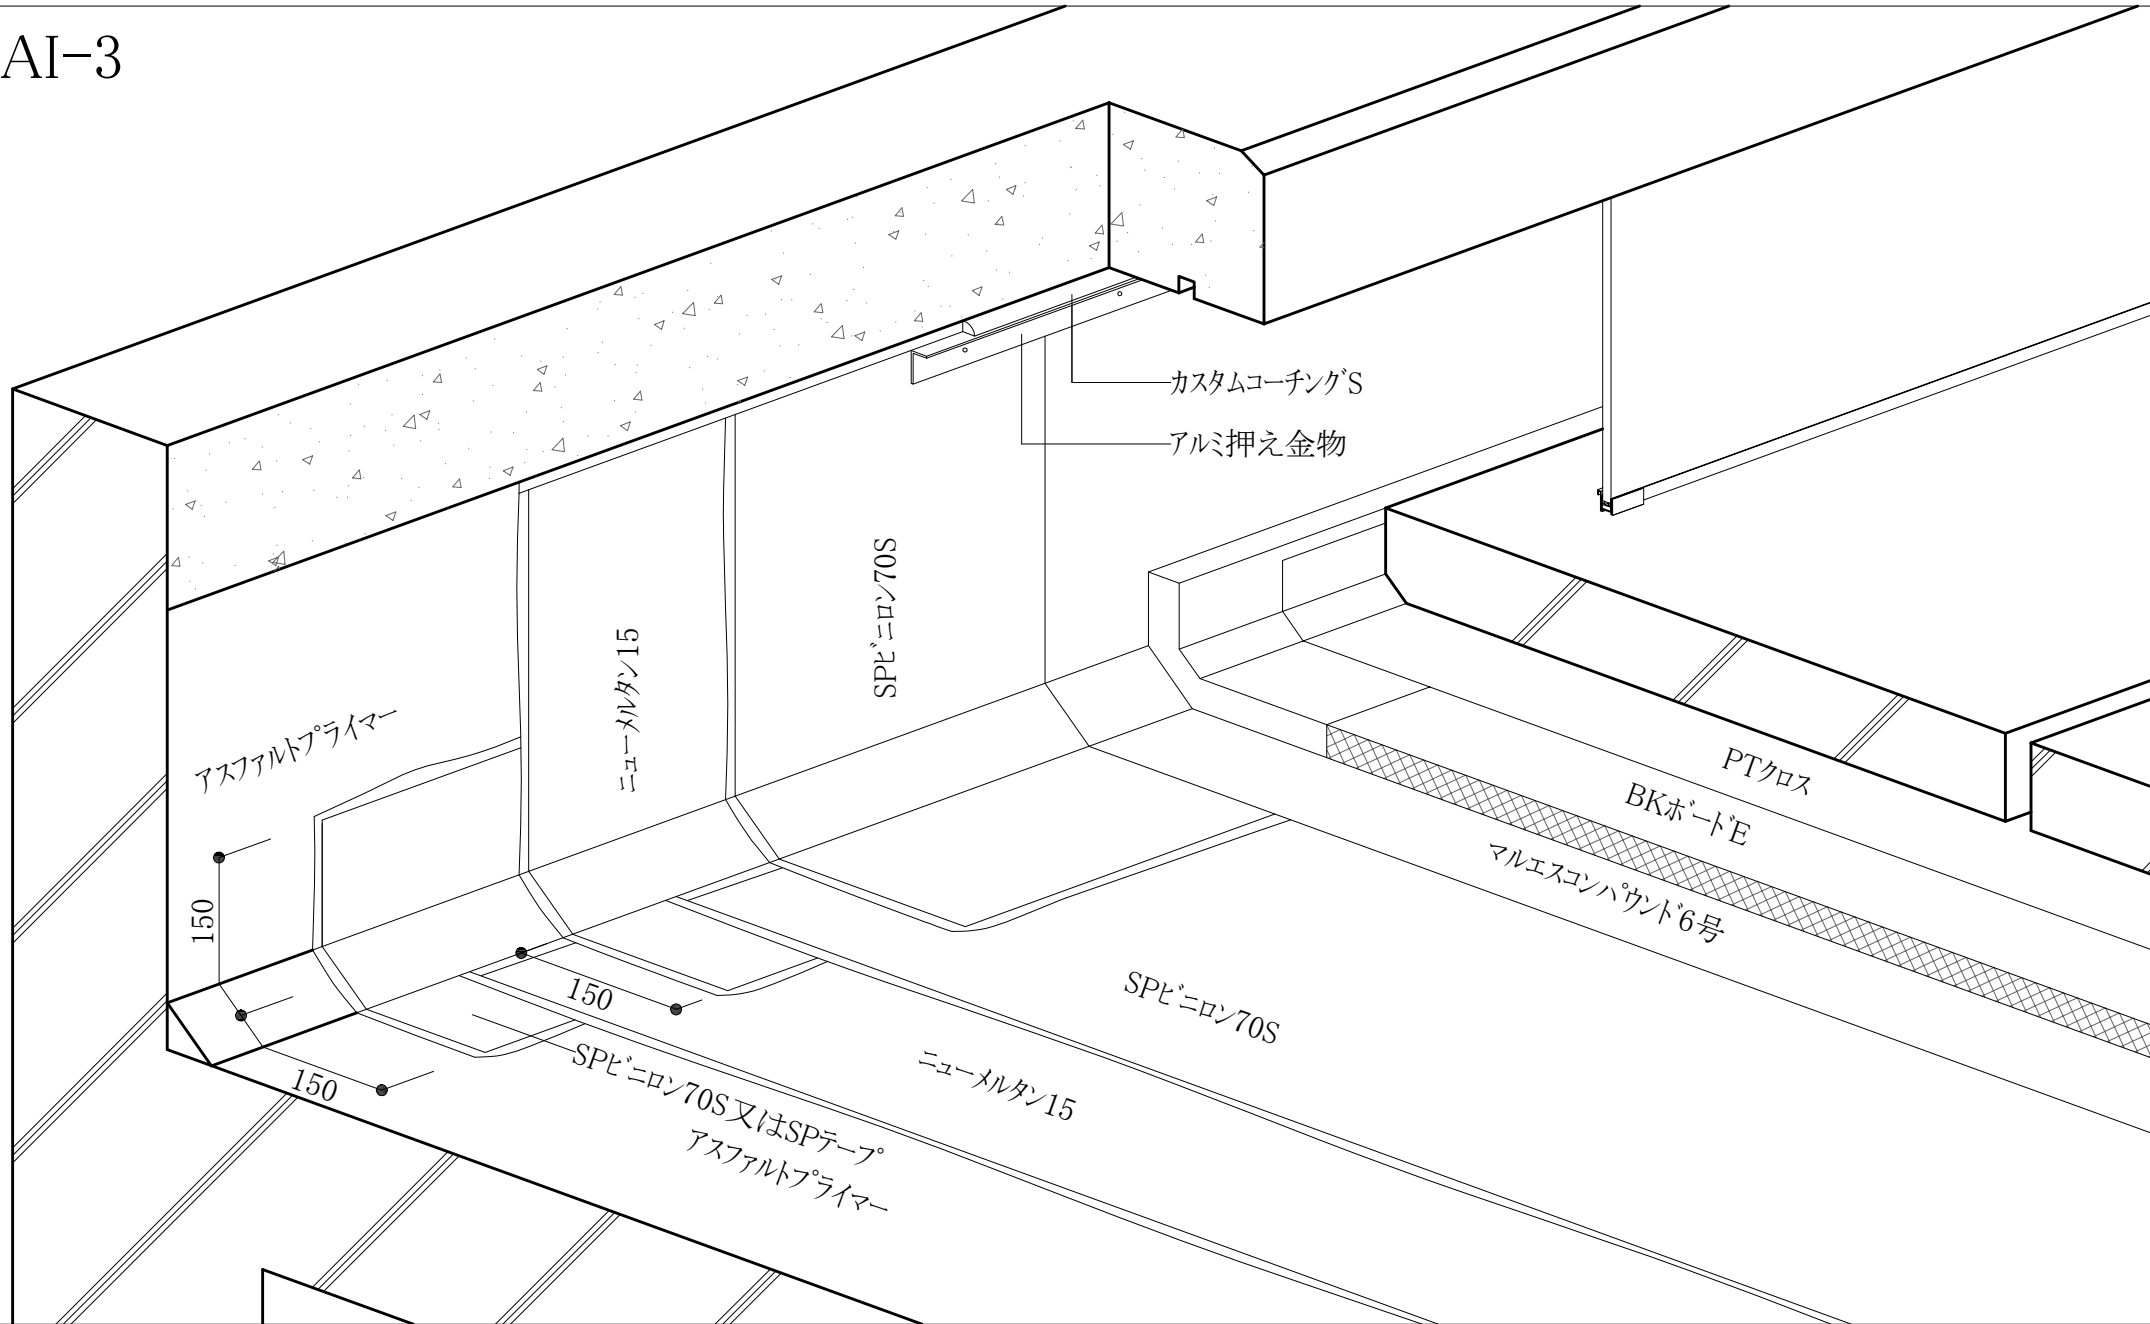 AI-3
カスタムコーチングS
アルミ押え金物
SPビニロン70S
ニューメルタン15
アスファルトプライマー
150
150
150
PTクロス
BKボードE
マルエスコンパウンド6号
SPビニロン70S
ニューメルタン15
SPビニロン70S又はSPテープ
アスファルトプライマー